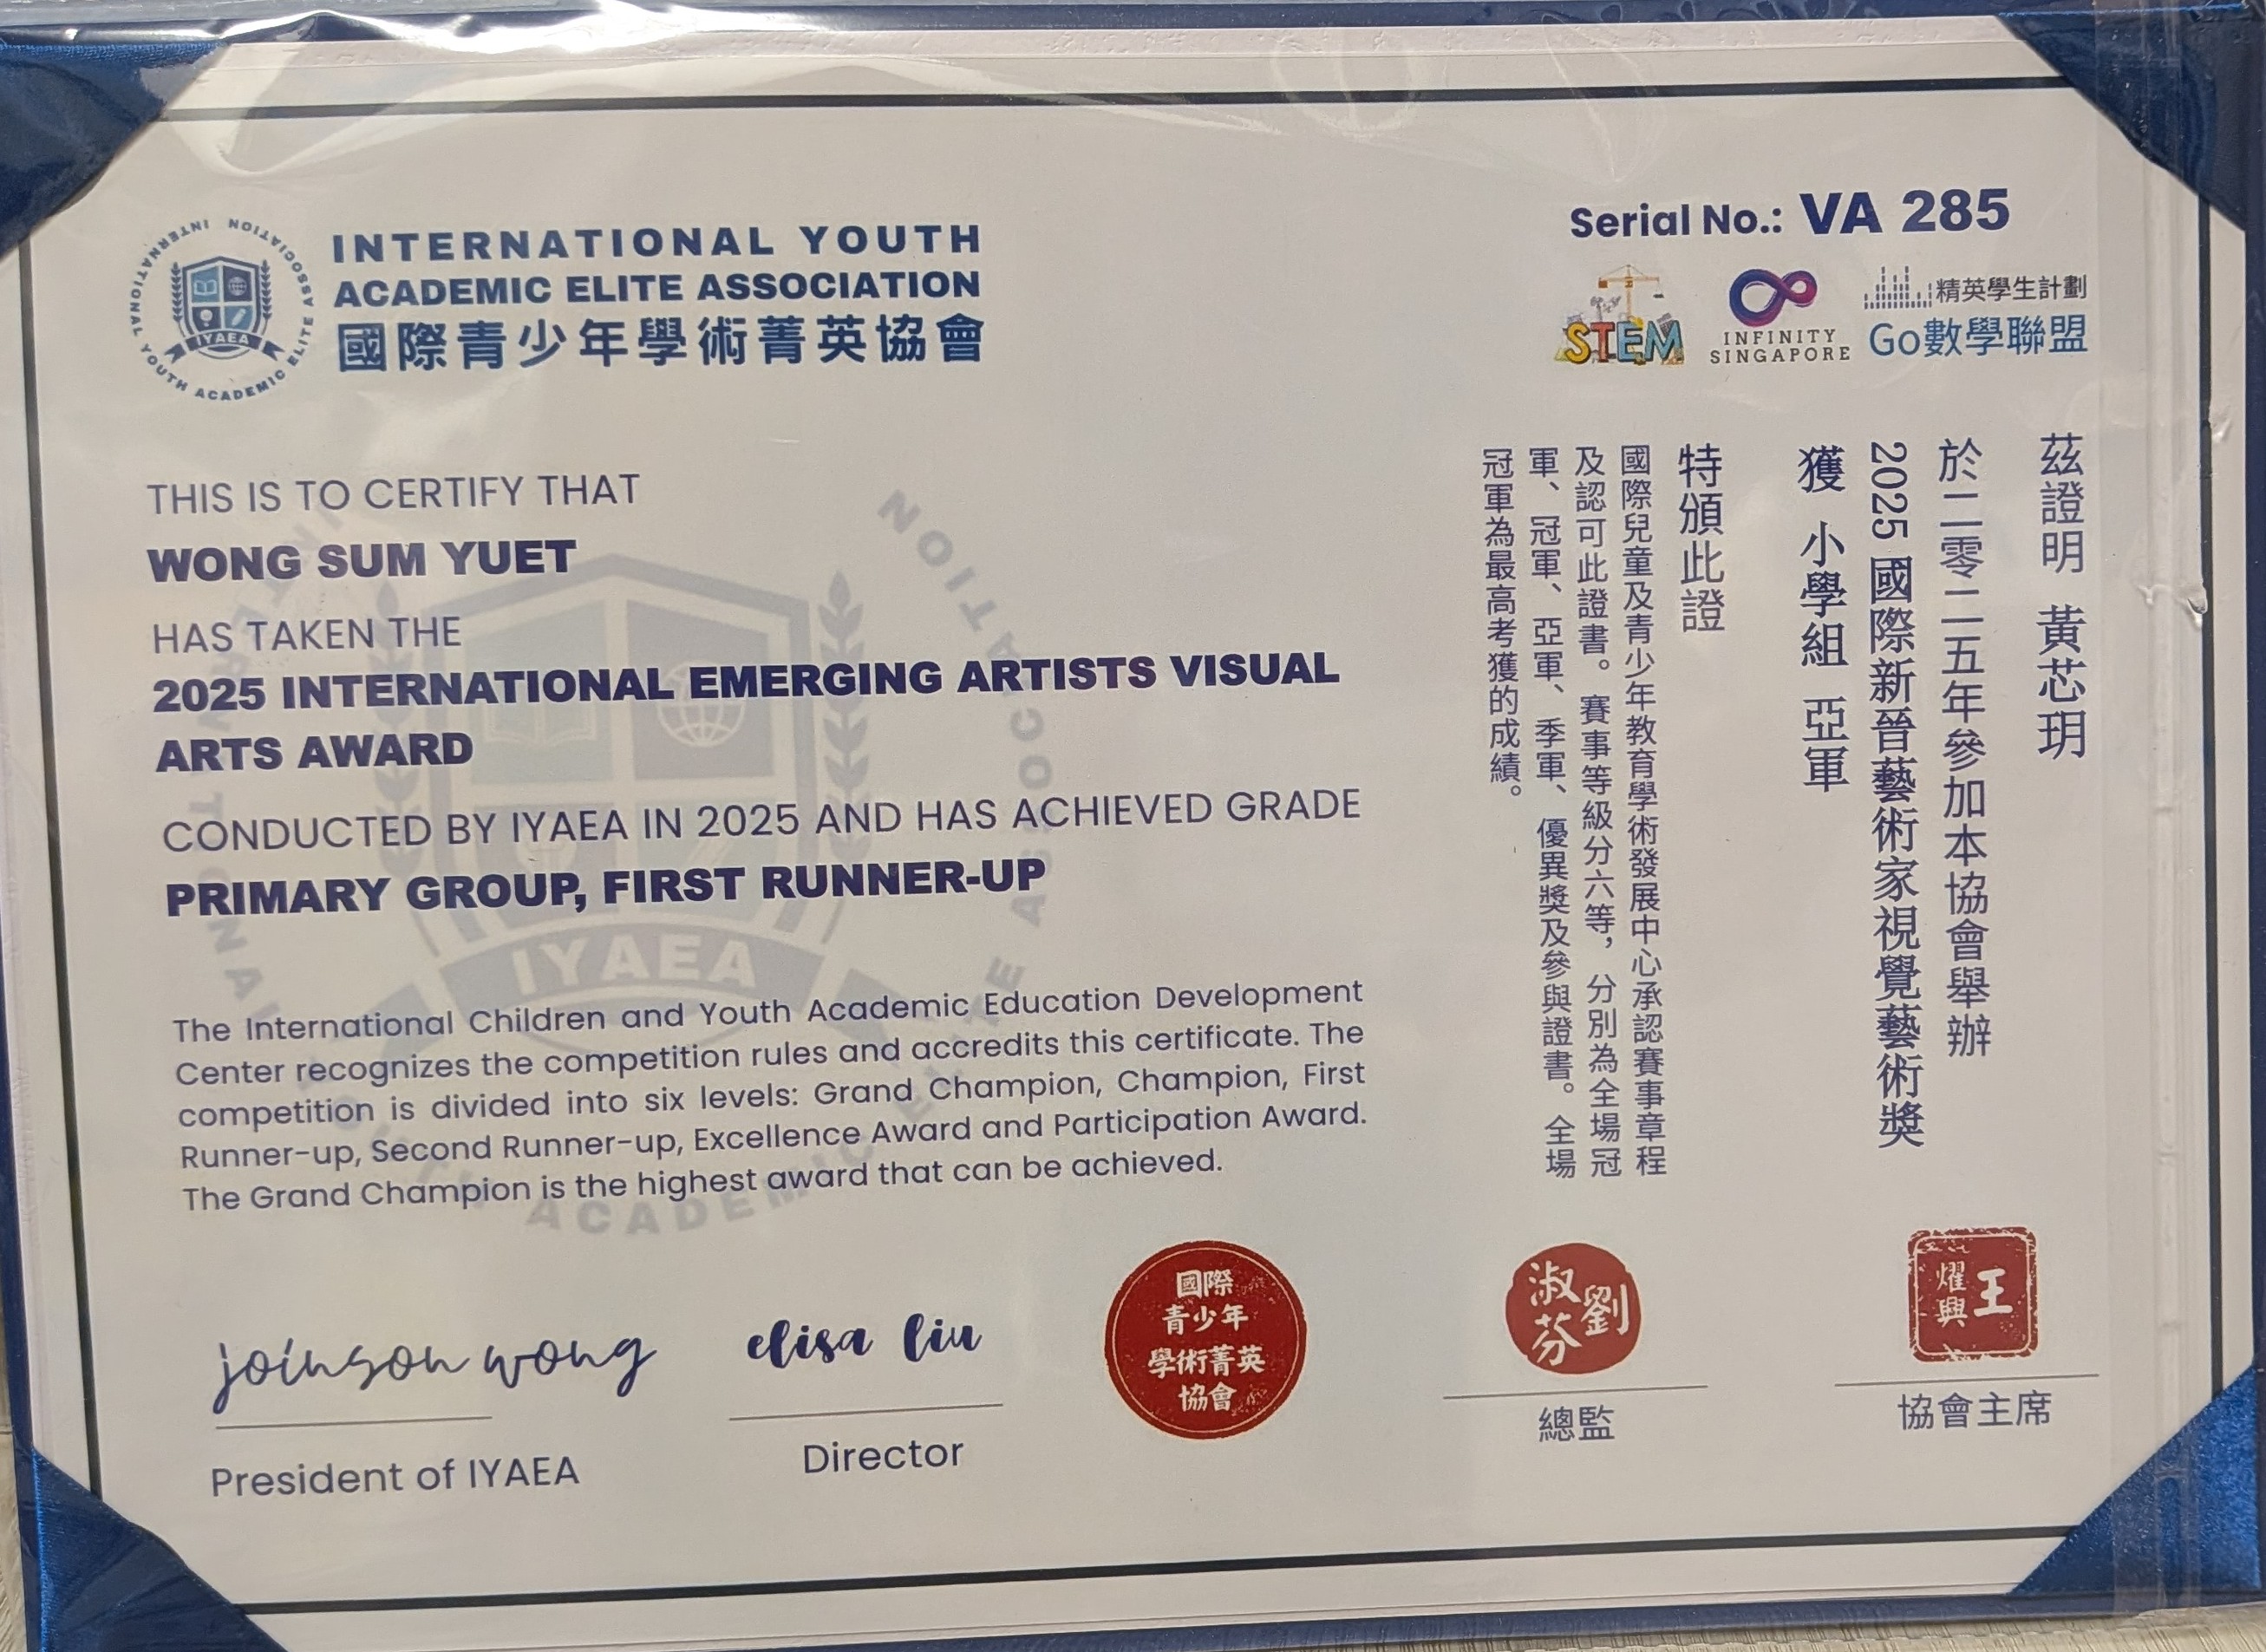 INTERNATIONAL YOUTH
ACADEMIC ELITE ASSOCIATION
國際青少年學術菁英協會
INTERNATIONAL YOUTH ACADEMIC ELITE ASSOCIATION
IYAEA
Serial No.: VA 285
STEM
INFINITY
SINGAPORE
精英學生計劃
Go數學聯盟
THIS IS TO CERTIFY THAT
WONG SUM YUET
HAS TAKEN THE
2025 INTERNATIONAL EMERGING ARTISTS VISUAL
ARTS AWARD
CONDUCTED BY IYAEA IN 2025 AND HAS ACHIEVED GRADE
PRIMARY GROUP, FIRST RUNNER-UP
The International Children and Youth Academic Education Development
Center recognizes the competition rules and accredits this certificate. The
competition is divided into six levels: Grand Champion, Champion, First
Runner-up, Second Runner-up, Excellence Award and Participation Award.
The Grand Champion is the highest award that can be achieved.
茲證明 黃芯玥
於二零二五年參加本協會舉辦
2025 國際新晉藝術家視覺藝術獎
獲 小學組 亞軍
特頒此證
國際兒童及青少年教育學術發展中心承認賽事章程
及認可此證書。賽事等級分六等，分別為全場冠
軍、冠軍、亞軍、季軍、優異獎及參與證書。全場
冠軍為最高考獲的成績。
joinson wong
President of IYAEA
elisa liu
Director
國際
青少年
學術菁英
協會
劉淑芬
總監
王耀興
協會主席
IYAEA